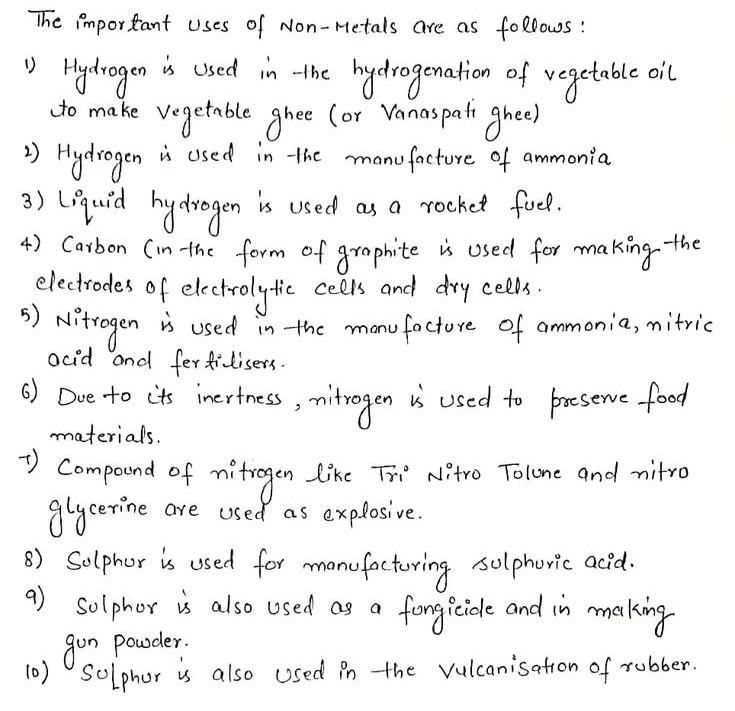 The important uses of Non-Metals are as follows:
1) Hydrogen is used in the hydrogenation of vegetable oil
to make vegetable ghee (or Vanaspati ghee)
2) Hydrogen is used in the manufacture of ammonia
3) Liquid hydrogen is used as a rocket fuel.
4) Carbon (in the form of graphite is used for making the
electrodes of electrolytic cells and dry cells.
5) Nitrogen is used in the manufacture of ammonia, nitric
acid and fertilisers.
6) Due to its inertness, nitrogen is used to preserve food
materials.
7) Compound of nitrogen like Tri Nitro Tolune and nitro
glycerine are used as explosive.
8) Sulphur is used for manufacturing sulphuric acid.
9) Sulphur is also used as a fungicide and in making
gun powder.
10) Sulphur is also used in the vulcanisation of rubber.